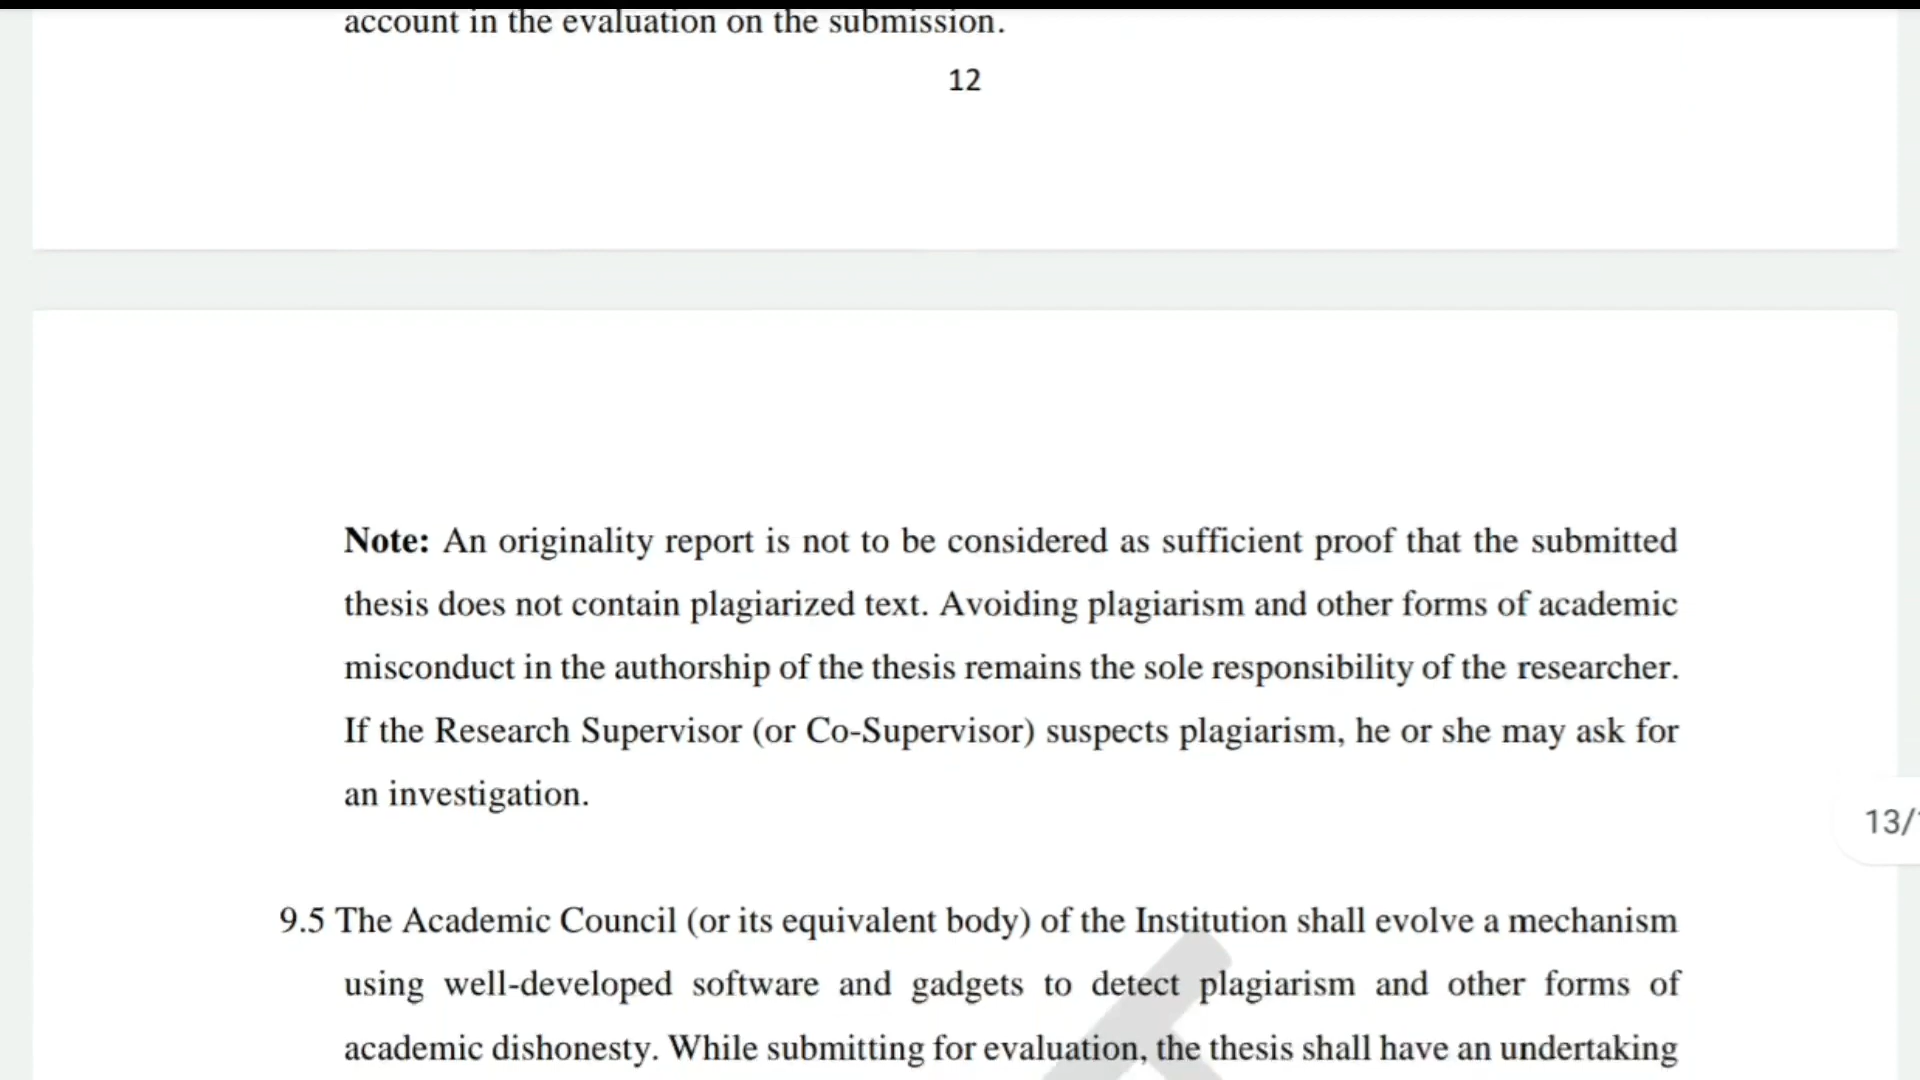 account in the evaluation on the submission.
12
Note: An originality report is not to be considered as sufficient proof that the submitted
thesis does not contain plagiarized text. Avoiding plagiarism and other forms of academic
misconduct in the authorship of the thesis remains the sole responsibility of the researcher.
If the Research Supervisor (or Co-Supervisor) suspects plagiarism, he or she may ask for
an investigation.
13/
9.5 The Academic Council (or its equivalent body) of the Institution shall evolve a mechanism
using well-developed software and gadgets to detect plagiarism and other forms of
academic dishonesty. While submitting for evaluation, the thesis shall have an undertaking